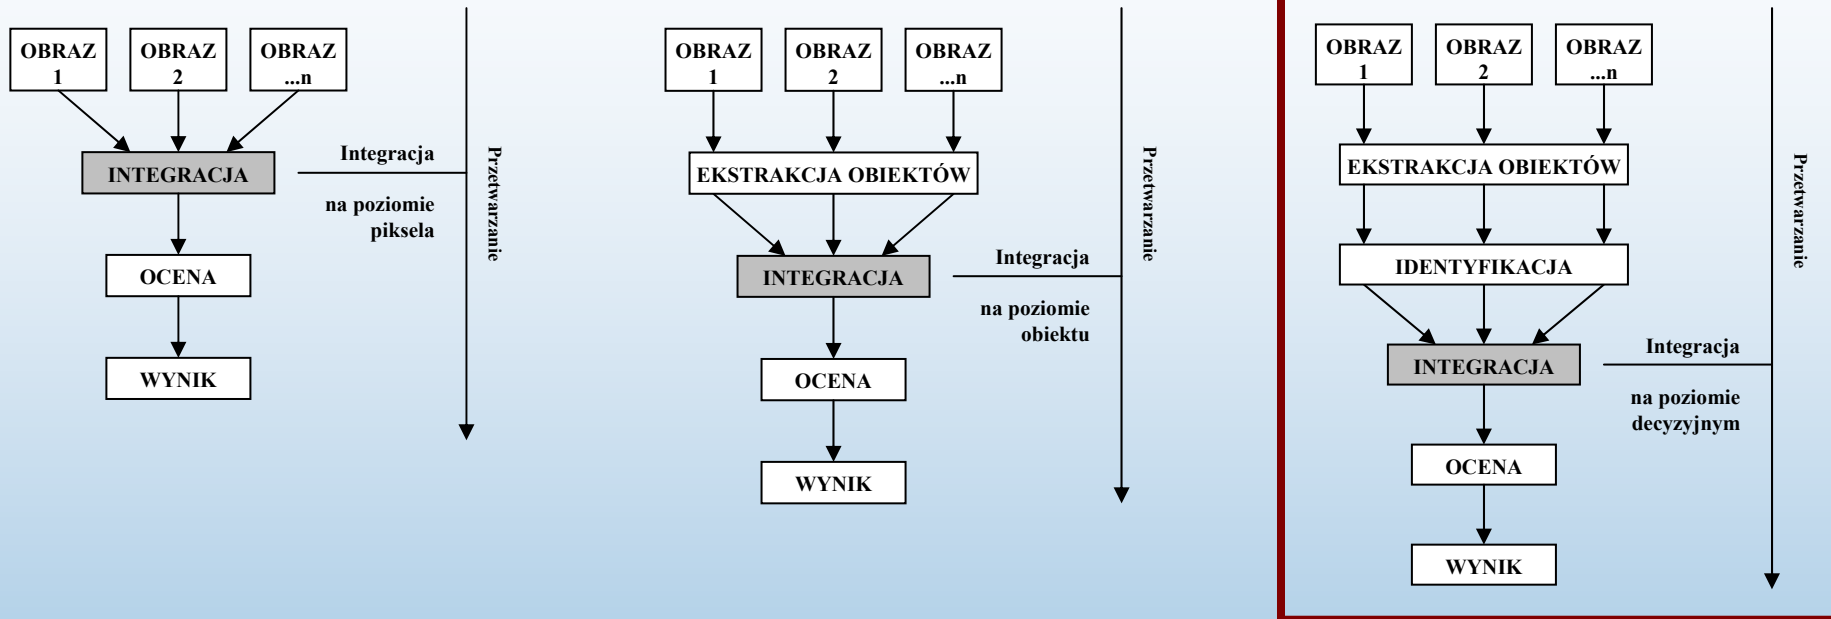 OBRAZ
1
OBRAZ
2
OBRAZ
...n
INTEGRACJA
Integracja
na poziomie
piksela
Przetwarzanie
OCENA
WYNIK
OBRAZ
1
OBRAZ
2
OBRAZ
...n
EKSTRAKCJA OBIEKTÓW
INTEGRACJA
Integracja
na poziomie
obiektu
Przetwarzanie
OCENA
WYNIK
OBRAZ
1
OBRAZ
2
OBRAZ
...n
EKSTRAKCJA OBIEKTÓW
IDENTYFIKACJA
INTEGRACJA
Integracja
na poziomie
decyzyjnym
Przetwarzanie
OCENA
WYNIK